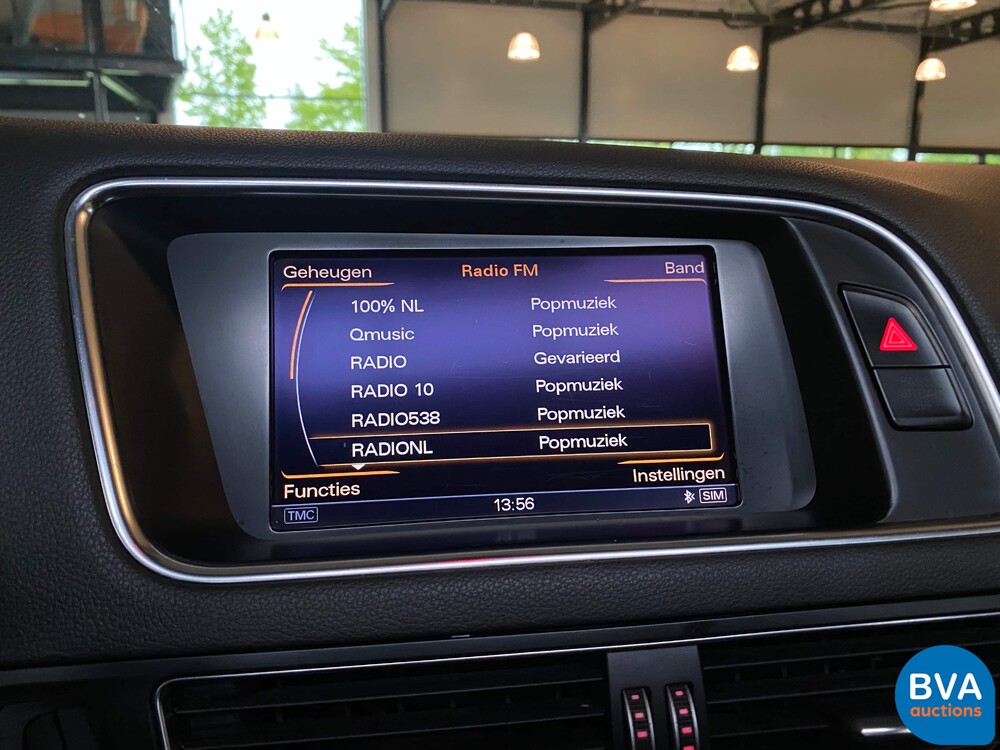 Geheugen Radio FM Band
100% NL Popmuziek
Qmusic Popmuziek
RADIO Gevarieerd
RADIO 10 Popmuziek
RADIO538 Popmuziek
RADIONL Popmuziek
Functies Instellingen
TMC 13:56 SIM
BVA
auctions